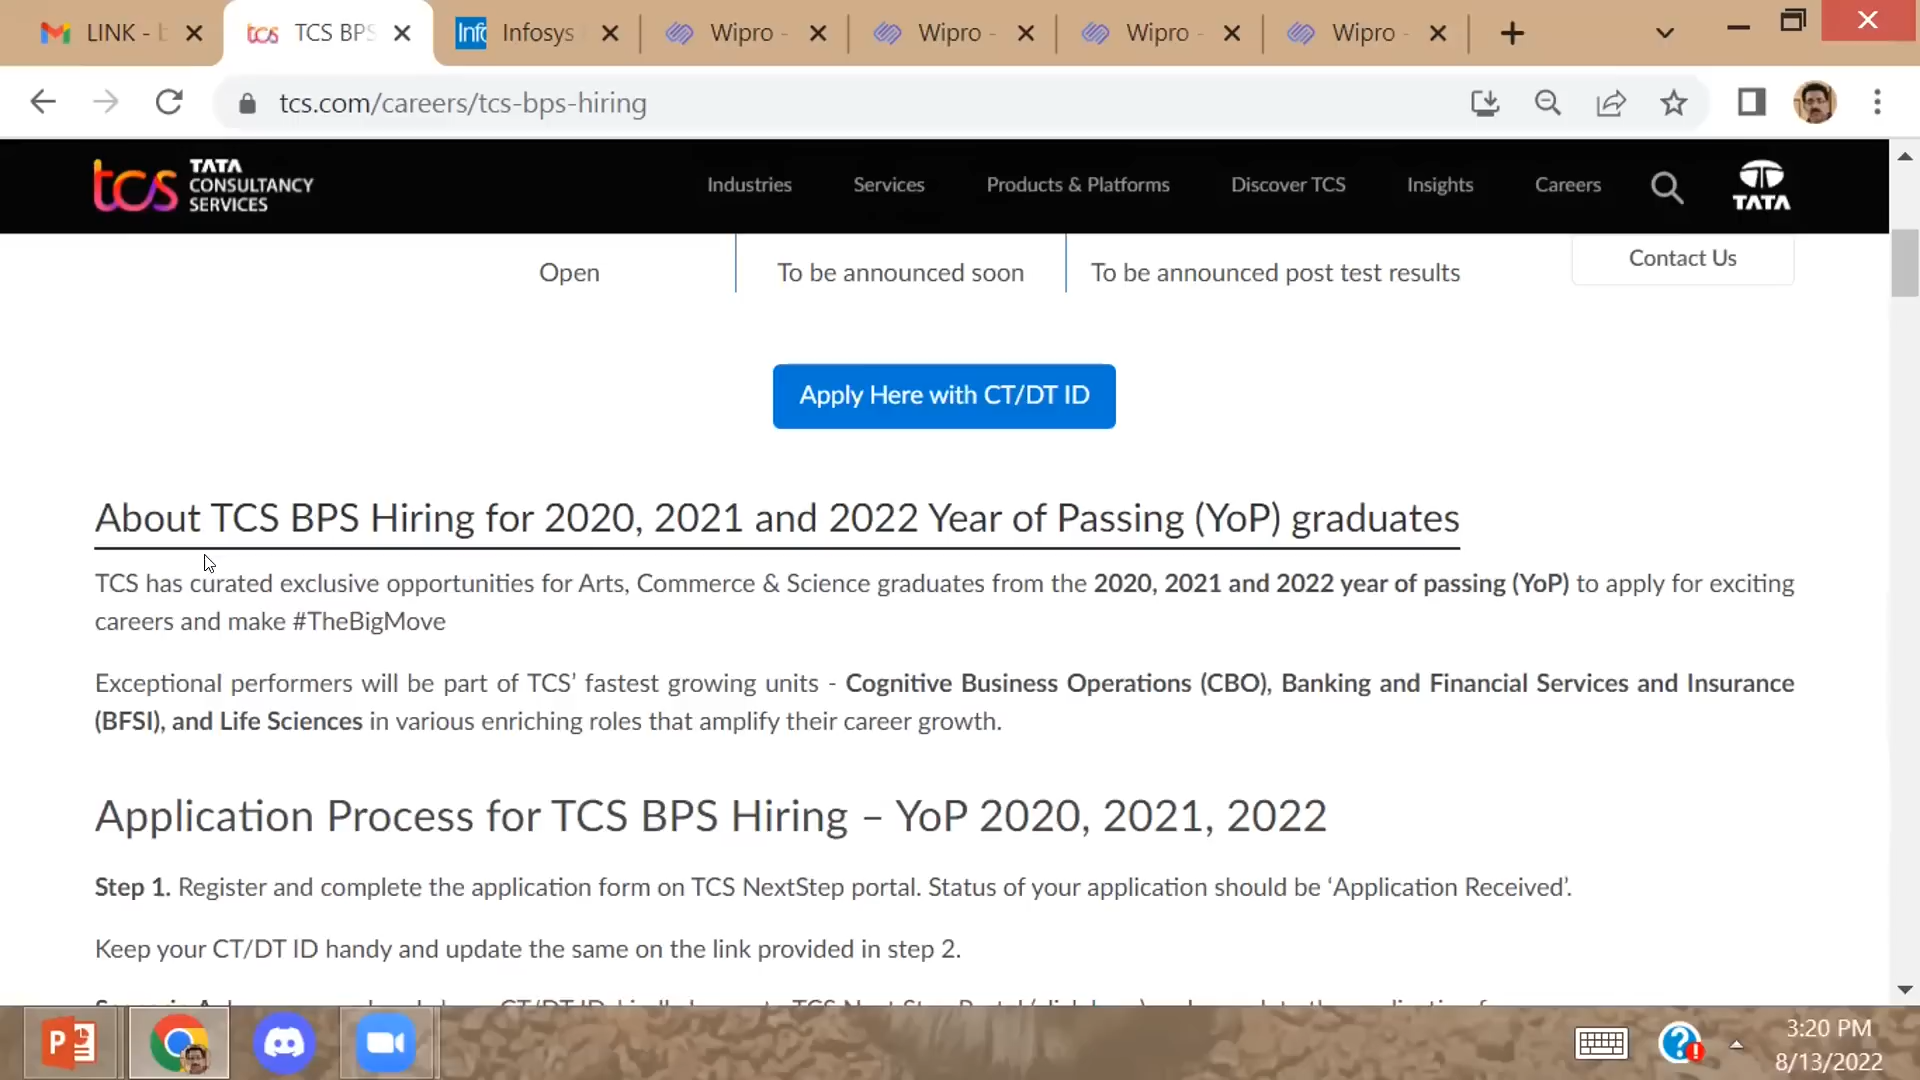 LINK -
TCS BPS
Infosys
Wipro -
Wipro -
Wipro -
Wipro -
tcs.com/careers/tcs-bps-hiring
tcs TATA CONSULTANCY SERVICES
Industries
Services
Products & Platforms
Discover TCS
Insights
Careers
TATA
Open
To be announced soon
To be announced post test results
Contact Us
Apply Here with CT/DT ID
About TCS BPS Hiring for 2020, 2021 and 2022 Year of Passing (YoP) graduates
TCS has curated exclusive opportunities for Arts, Commerce & Science graduates from the 2020, 2021 and 2022 year of passing (YoP) to apply for exciting
careers and make #TheBigMove
Exceptional performers will be part of TCS’ fastest growing units - Cognitive Business Operations (CBO), Banking and Financial Services and Insurance
(BFSI), and Life Sciences in various enriching roles that amplify their career growth.
Application Process for TCS BPS Hiring – YoP 2020, 2021, 2022
Step 1. Register and complete the application form on TCS NextStep portal. Status of your application should be ‘Application Received’.
Keep your CT/DT ID handy and update the same on the link provided in step 2.
3:20 PM
8/13/2022